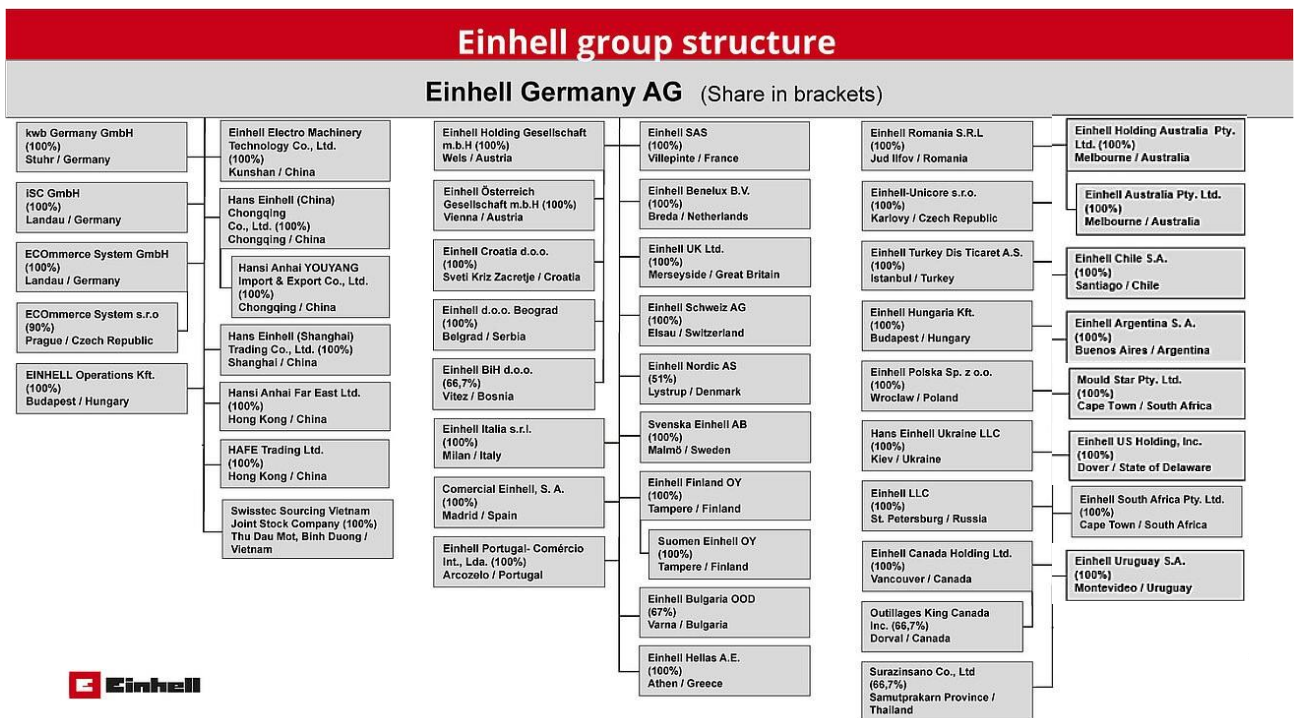 Einhell group structure
Einhell Germany AG (Share in brackets)
kwb Germany GmbH
(100%)
Stuhr / Germany
iSC GmbH
(100%)
Landau / Germany
ECOmmerce System GmbH
(100%)
Landau / Germany
ECOmmerce System s.r.o
(90%)
Prague / Czech Republic
EINHELL Operations Kft.
(100%)
Budapest / Hungary
Einhell Electro Machinery
Technology Co., Ltd.
(100%)
Kunshan / China
Hans Einhell (China)
Chongqing
Co., Ltd. (100%)
Chongqing / China
Hansi Anhai YOUYANG
Import & Export Co., Ltd.
(100%)
Chongqing / China
Hans Einhell (Shanghai)
Trading Co., Ltd. (100%)
Shanghai / China
Hansi Anhai Far East Ltd.
(100%)
Hong Kong / China
HAFE Trading Ltd.
(100%)
Hong Kong / China
Swisstec Sourcing Vietnam
Joint Stock Company (100%)
Thu Dau Mot, Binh Duong /
Vietnam
Einhell Holding Gesellschaft
m.b.H (100%)
Wels / Austria
Einhell Österreich
Gesellschaft m.b.H (100%)
Vienna / Austria
Einhell Croatia d.o.o.
(100%)
Sveti Kriz Zacretje / Croatia
Einhell d.o.o. Beograd
(100%)
Belgrad / Serbia
Einhell BiH d.o.o.
(66,7%)
Vitez / Bosnia
Einhell Italia s.r.l.
(100%)
Milan / Italy
Comercial Einhell, S. A.
(100%)
Madrid / Spain
Einhell Portugal- Comércio
Int., Lda. (100%)
Arcozelo / Portugal
Einhell SAS
(100%)
Villepinte / France
Einhell Benelux B.V.
(100%)
Breda / Netherlands
Einhell UK Ltd.
(100%)
Merseyside / Great Britain
Einhell Schweiz AG
(100%)
Elsau / Switzerland
Einhell Nordic AS
(51%)
Lystrup / Denmark
Svenska Einhell AB
(100%)
Malmö / Sweden
Einhell Finland OY
(100%)
Tampere / Finland
Suomen Einhell OY
(100%)
Tampere / Finland
Einhell Bulgaria OOD
(67%)
Varna / Bulgaria
Einhell Hellas A.E.
(100%)
Athen / Greece
Einhell Romania S.R.L
(100%)
Jud Ilfov / Romania
Einhell-Unicore s.r.o.
(100%)
Karlovy / Czech Republic
Einhell Turkey Dis Ticaret A.S.
(100%)
Istanbul / Turkey
Einhell Hungaria Kft.
(100%)
Budapest / Hungary
Einhell Polska Sp. z o.o.
(100%)
Wroclaw / Poland
Hans Einhell Ukraine LLC
(100%)
Kiev / Ukraine
Einhell LLC
(100%)
St. Petersburg / Russia
Einhell Canada Holding Ltd.
(100%)
Vancouver / Canada
Outillages King Canada
Inc. (66,7%)
Dorval / Canada
Surazinsano Co., Ltd
(66,7%)
Samutprakarn Province /
Thailand
Einhell Holding Australia Pty.
Ltd. (100%)
Melbourne / Australia
Einhell Australia Pty. Ltd.
(100%)
Melbourne / Australia
Einhell Chile S.A.
(100%)
Santiago / Chile
Einhell Argentina S. A.
(100%)
Buenos Aires / Argentina
Mould Star Pty. Ltd.
(100%)
Cape Town / South Africa
Einhell US Holding, Inc.
(100%)
Dover / State of Delaware
Einhell South Africa Pty. Ltd.
(100%)
Cape Town / South Africa
Einhell Uruguay S.A.
(100%)
Montevideo / Uruguay
Einhell